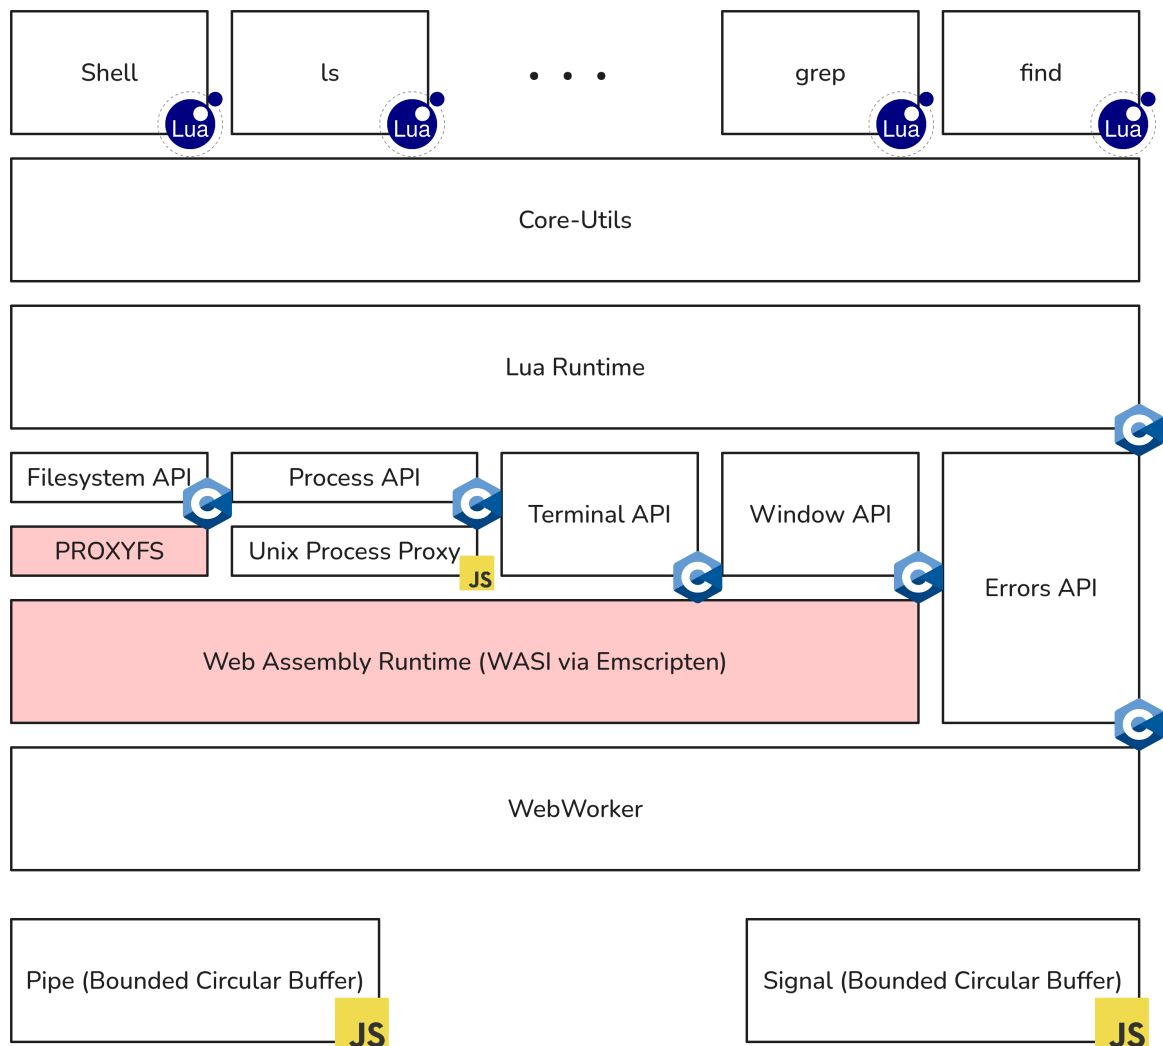 Shell
ls
. . .
grep
find
Lua
Lua
Lua
Lua
Core-Utils
Lua Runtime
C
Filesystem API
C
Process API
C
Terminal API
Window API
Errors API
PROXYFS
Unix Process Proxy
JS
C
C
Web Assembly Runtime (WASI via Emscripten)
C
WebWorker
Pipe (Bounded Circular Buffer)
JS
Signal (Bounded Circular Buffer)
JS